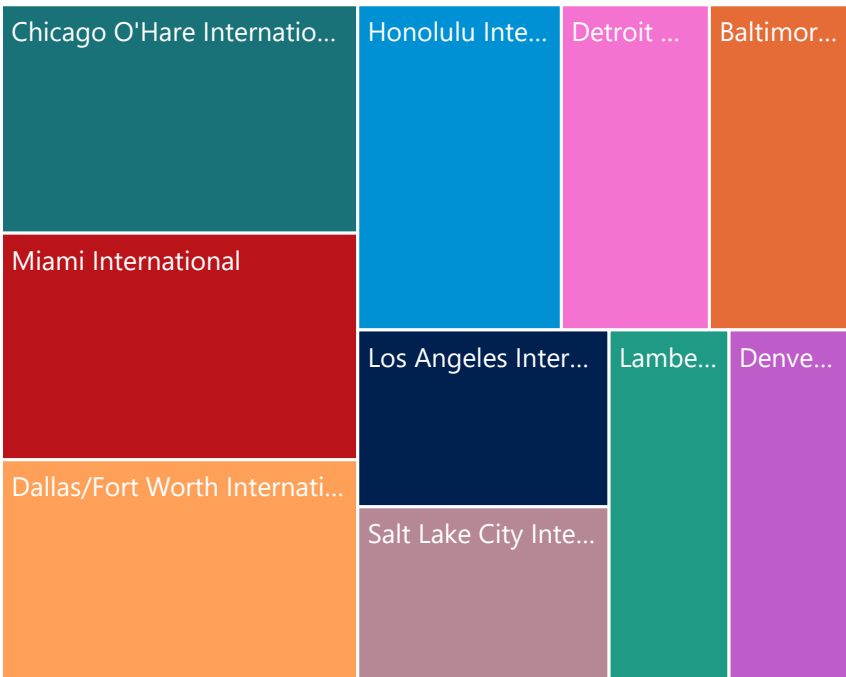 Chicago O'Hare Internatio...
Honolulu Inte...
Detroit ...
Baltimor...
Miami International
Los Angeles Inter...
Lambe...
Denve...
Dallas/Fort Worth Internati...
Salt Lake City Inte...